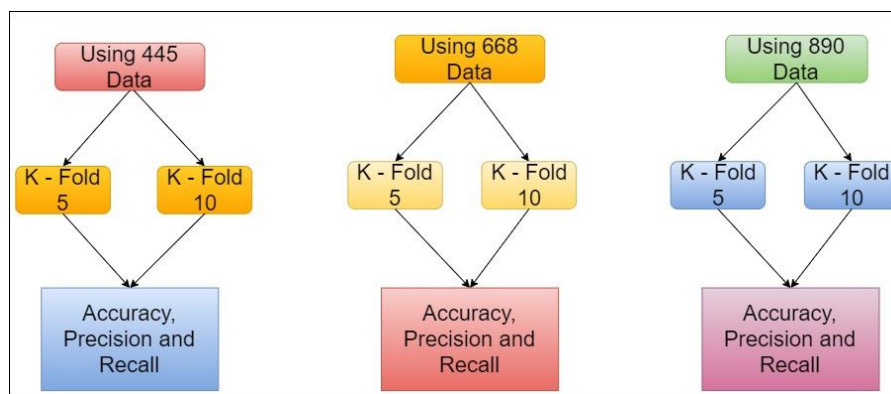 Using 445
Data
K - Fold
5
K - Fold
10
Accuracy,
Precision and
Recall
Using 668
Data
K - Fold
5
K - Fold
10
Accuracy,
Precision and
Recall
Using 890
Data
K - Fold
5
K - Fold
10
Accuracy,
Precision and
Recall